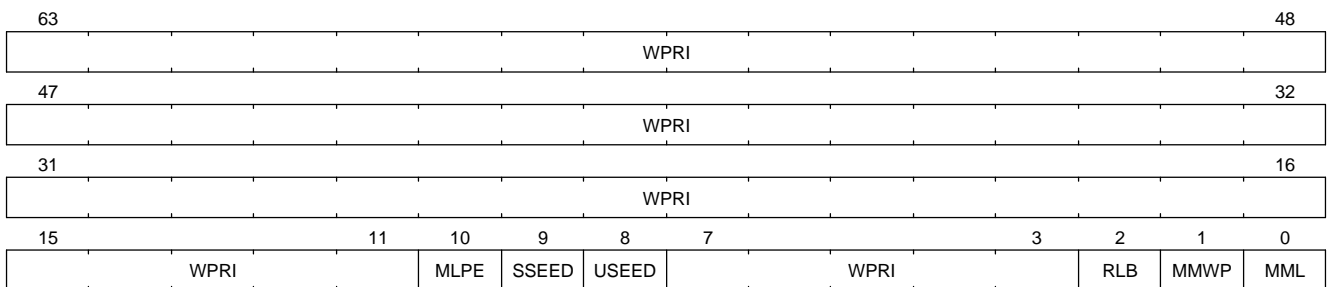 63 48
WPRI
47 32
WPRI
31 16
WPRI
15 11 10 9 8 7 3 2 1 0
WPRI MLPE SSEED USEED WPRI RLB MMWP MML